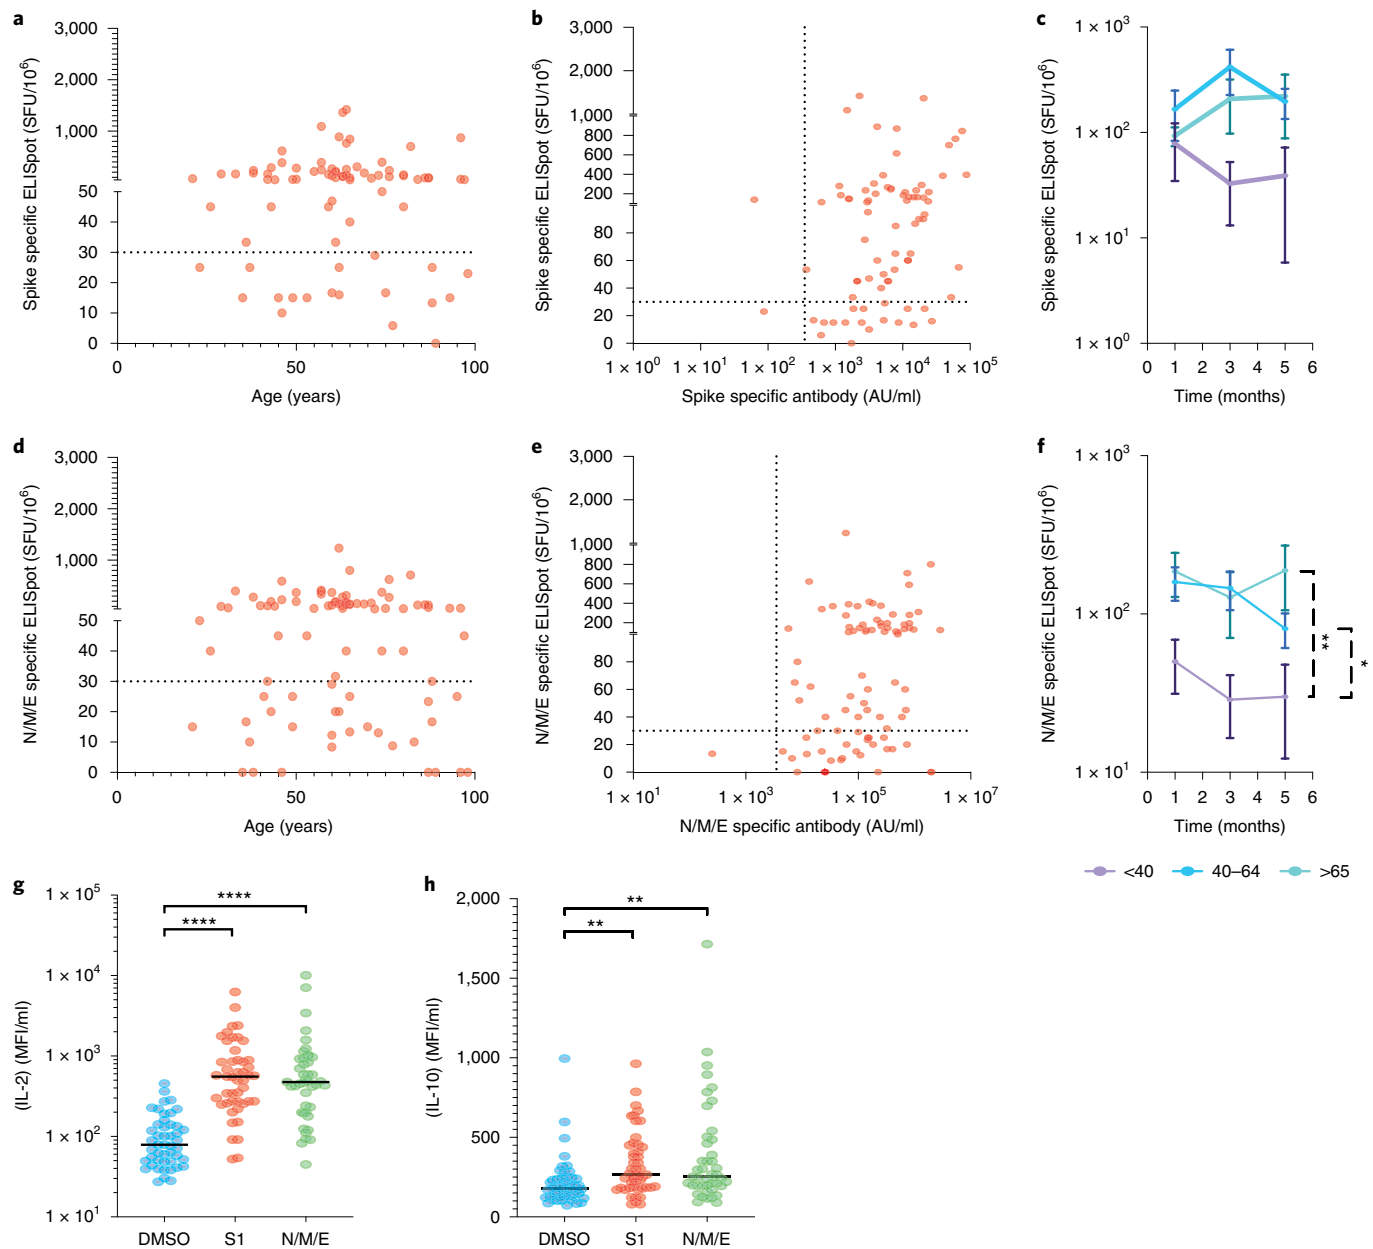 a
3,000
2,000
1,000
50
40
30
20
10
0
Spike specific ELISpot (SFU/10⁶)
0 50 100
Age (years)
b
3,000
2,000
1,000
800
600
400
200
80
60
40
20
0
Spike specific ELISpot (SFU/10⁶)
1 × 10⁰ 1 × 10¹ 1 × 10² 1 × 10³ 1 × 10⁴ 1 × 10⁵
Spike specific antibody (AU/ml)
c
1 × 10³
1 × 10²
1 × 10¹
1 × 10⁰
Spike specific ELISpot (SFU/10⁶)
0 1 2 3 4 5 6
Time (months)
d
3,000
2,000
1,000
50
40
30
20
10
0
N/M/E specific ELISpot (SFU/10⁶)
0 50 100
Age (years)
e
3,000
2,000
1,000
800
600
400
200
80
60
40
20
0
N/M/E specific ELISpot (SFU/10⁶)
1 × 10¹ 1 × 10³ 1 × 10⁵ 1 × 10⁷
N/M/E specific antibody (AU/ml)
f
1 × 10³
1 × 10²
1 × 10¹
N/M/E specific ELISpot (SFU/10⁶)
0 1 2 3 4 5 6
Time (months)
**
*
<40 40–64 >65
g
1 × 10⁵
1 × 10⁴
1 × 10³
1 × 10²
1 × 10¹
(IL-2) (MFI/ml)
****
****
DMSO S1 N/M/E
h
2,000
1,500
1,000
500
0
(IL-10) (MFI/ml)
**
**
DMSO S1 N/M/E